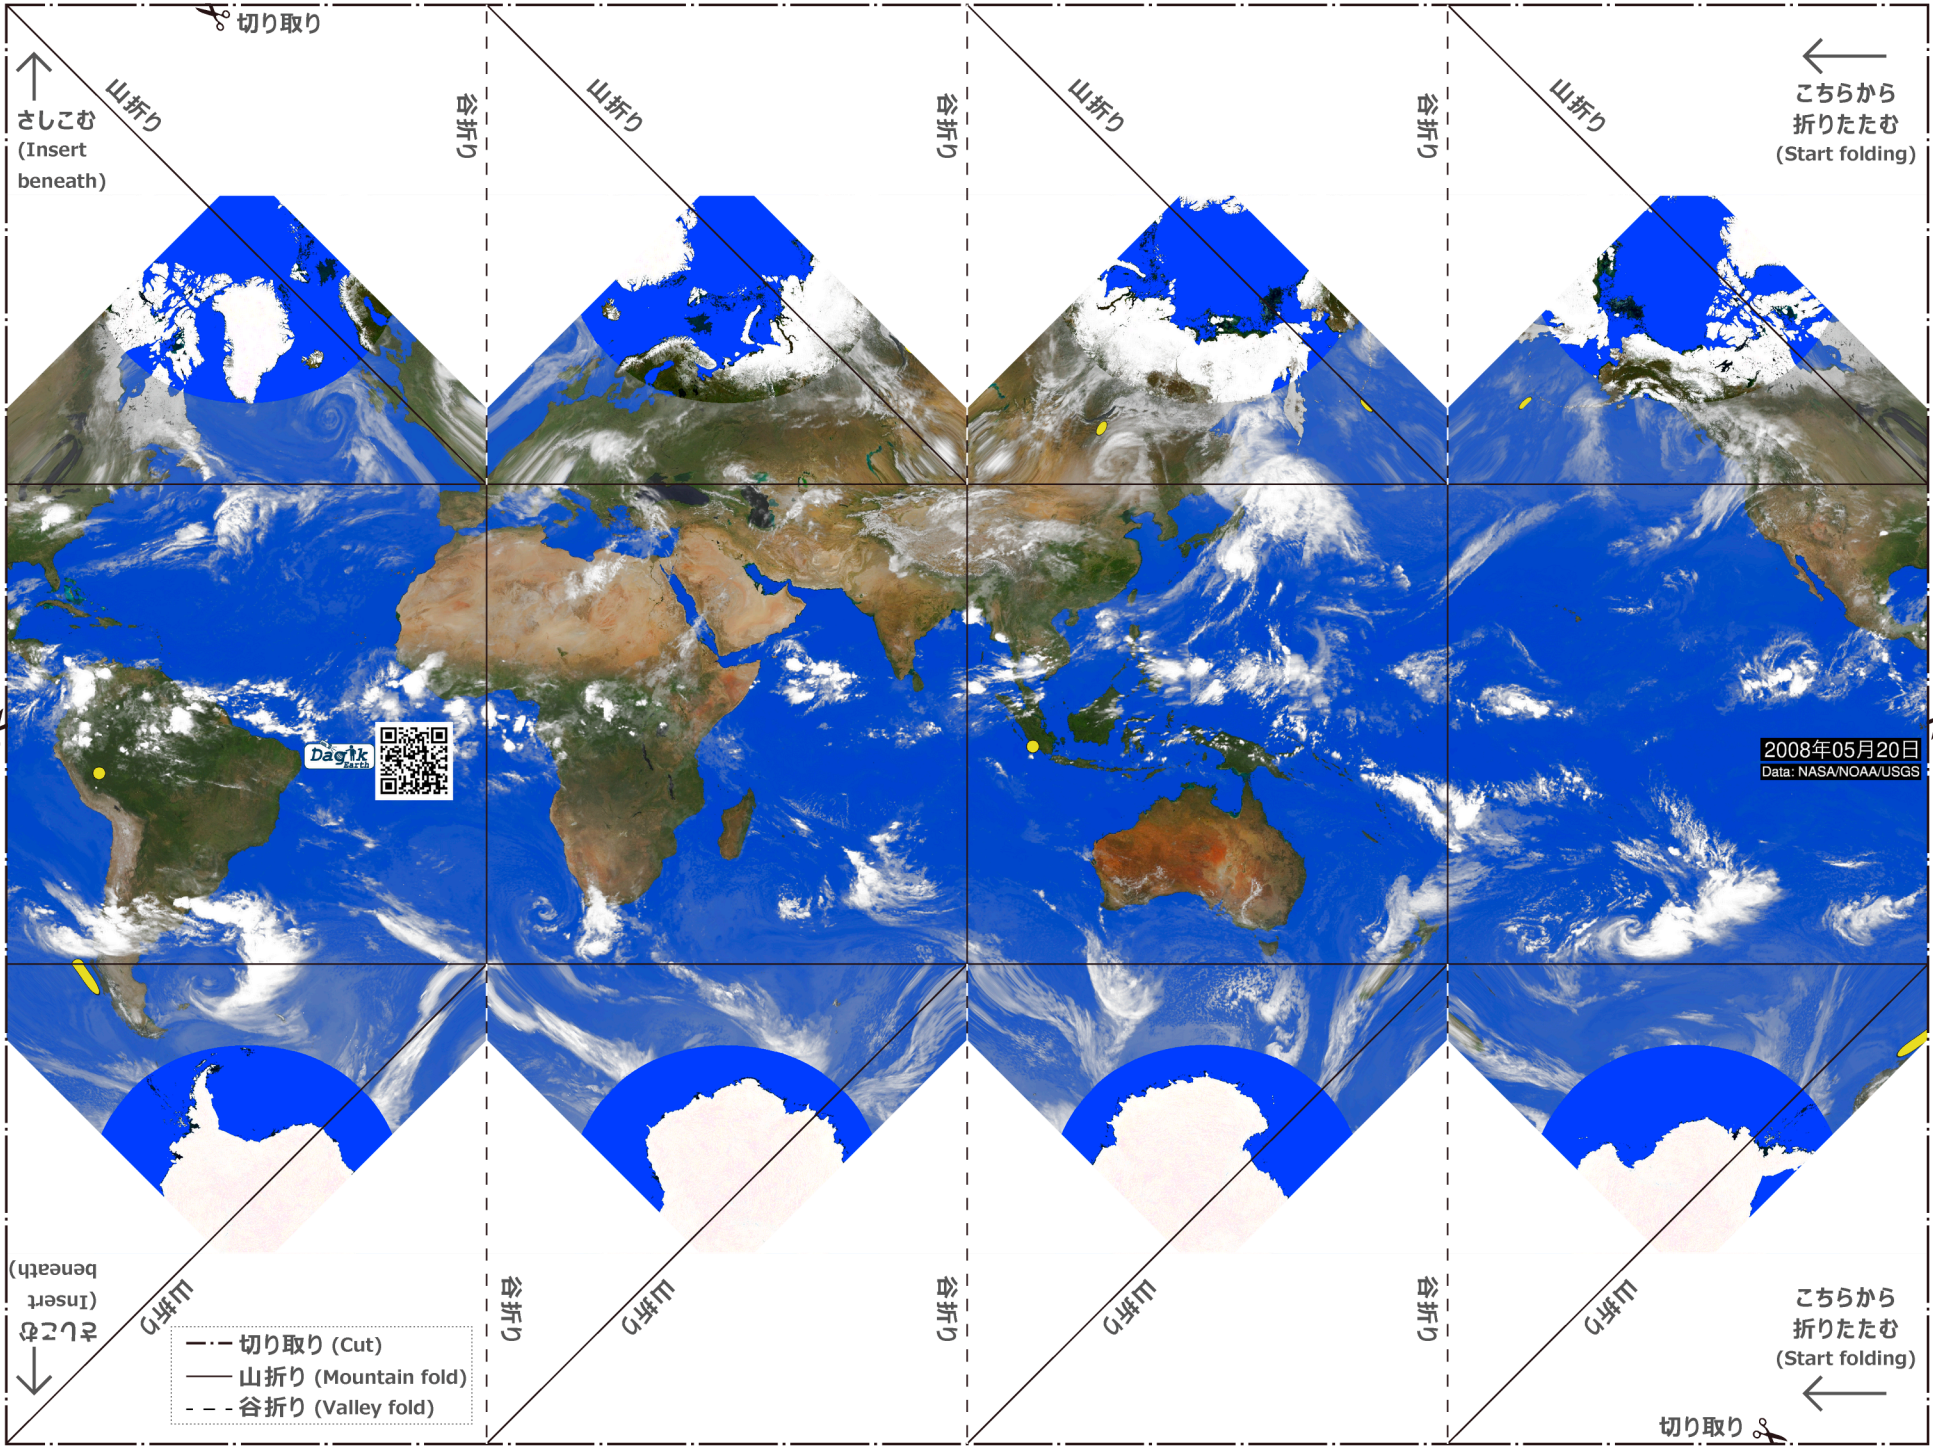 切り取り
山折り
谷折り
山折り
谷折り
山折り
谷折り
山折り
さしこむ
(Insert
beneath)
こちらから
折りたたむ
(Start folding)
Dagik
Earth
2008年05月20日
Data: NASA/NOAA/USGS
さしこむ
(Insert
beneath)
山折り
谷折り
山折り
谷折り
山折り
谷折り
山折り
切り取り (Cut)
山折り (Mountain fold)
谷折り (Valley fold)
こちらから
折りたたむ
(Start folding)
切り取り